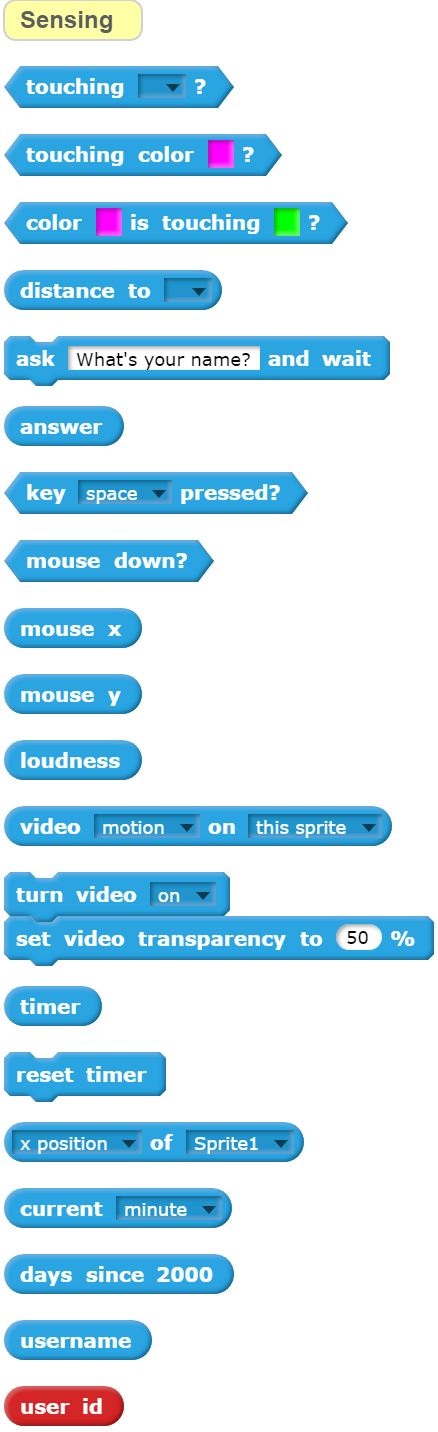 Sensing
touching ?
touching color ?
color is touching ?
distance to
ask What's your name? and wait
answer
key space pressed?
mouse down?
mouse x
mouse y
loudness
video motion on this sprite
turn video on
set video transparency to 50 %
timer
reset timer
x position of Sprite1
current minute
days since 2000
username
user id